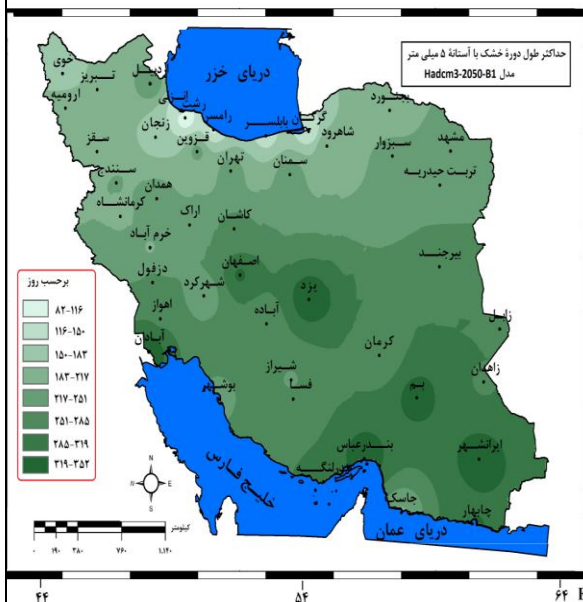 حداکثر طول دورهٔ خشک با آستانهٔ ۵ میلی متر
مدل Hadcm3-2050-B1
دریای خزر
خوی
تبریز
اردبیل
ارومیه
انزلی
رشت
رامسر
بابلسر
گرگان
بجنورد
زنجان
قزوین
شاهرود
سقز
تهران
سمنان
سبزوار
مشهد
سنندج
همدان
تربت حیدریه
کرمانشاه
اراک
کاشان
خرم آباد
بیرجند
اصفهان
دزفول
شهرکرد
یزد
اهواز
آباده
زابل
آبادان
کرمان
شیراز
زاهدان
بوشهر
فسا
بم
بندرعباس
ایرانشهر
بندرلنگه
جاسک
چابهار
خلیج فارس
دریای عمان
برحسب روز
۸۲-۱۱۶
۱۱۶-۱۵۰
۱۵۰-۱۸۳
۱۸۳-۲۱۷
۲۱۷-۲۵۱
۲۵۱-۲۸۵
۲۸۵-۳۱۹
۳۱۹-۳۵۲
N
W E
S
کیلومتر
۰ ۱۹۰ ۳۸۰ ۷۶۰ ۱.۱۴۰
۴۴ ۵۴ ۶۴